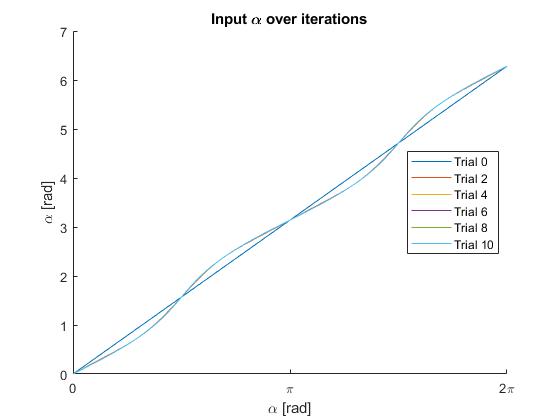 Input α over iterations
7
6
5
4
3
2
1
0
α [rad]
0
π
2π
α [rad]
Trial 0
Trial 2
Trial 4
Trial 6
Trial 8
Trial 10